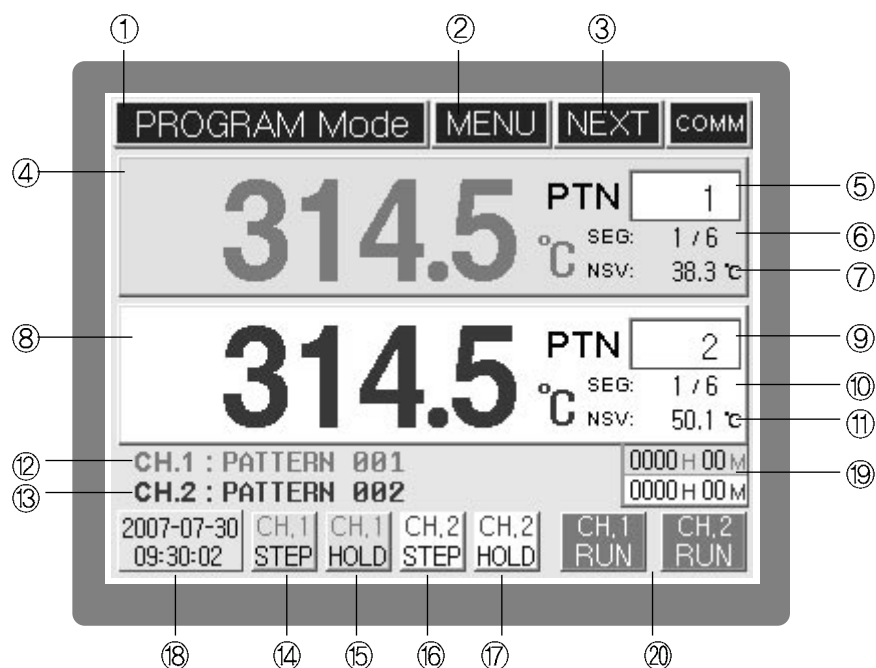 ① ② ③
PROGRAM Mode MENU NEXT COMM
④ 314.5 °C PTN 1 ⑤
SEG: 1 / 6 ⑥
NSV: 38.3 °C ⑦
⑧ 314.5 °C PTN 2 ⑨
SEG: 1 / 6 ⑩
NSV: 50.1 °C ⑪
⑫ CH.1 : PATTERN 001 0000 H 00 M ⑲
⑬ CH.2 : PATTERN 002 0000 H 00 M
2007-07-30 CH,1 CH,1 CH,2 CH,2 CH,1 CH,2
09:30:02 STEP HOLD STEP HOLD RUN RUN
⑱ ⑭ ⑮ ⑯ ⑰ ⑳